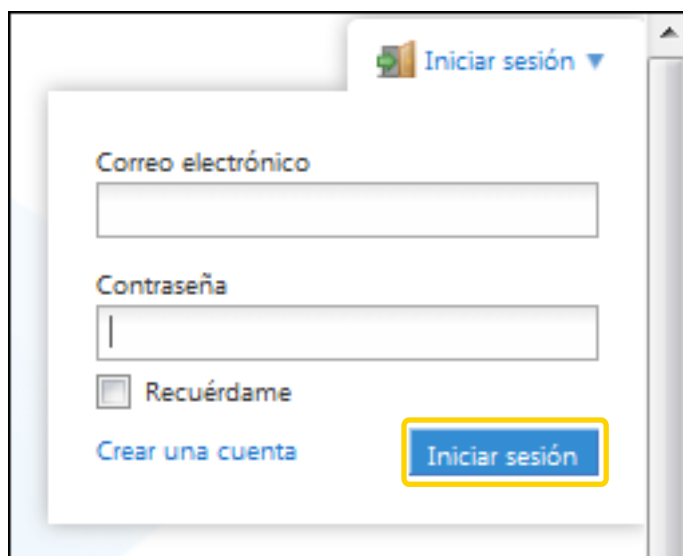 Iniciar sesión
Correo electrónico
Contraseña
Recuérdame
Crear una cuenta
Iniciar sesión